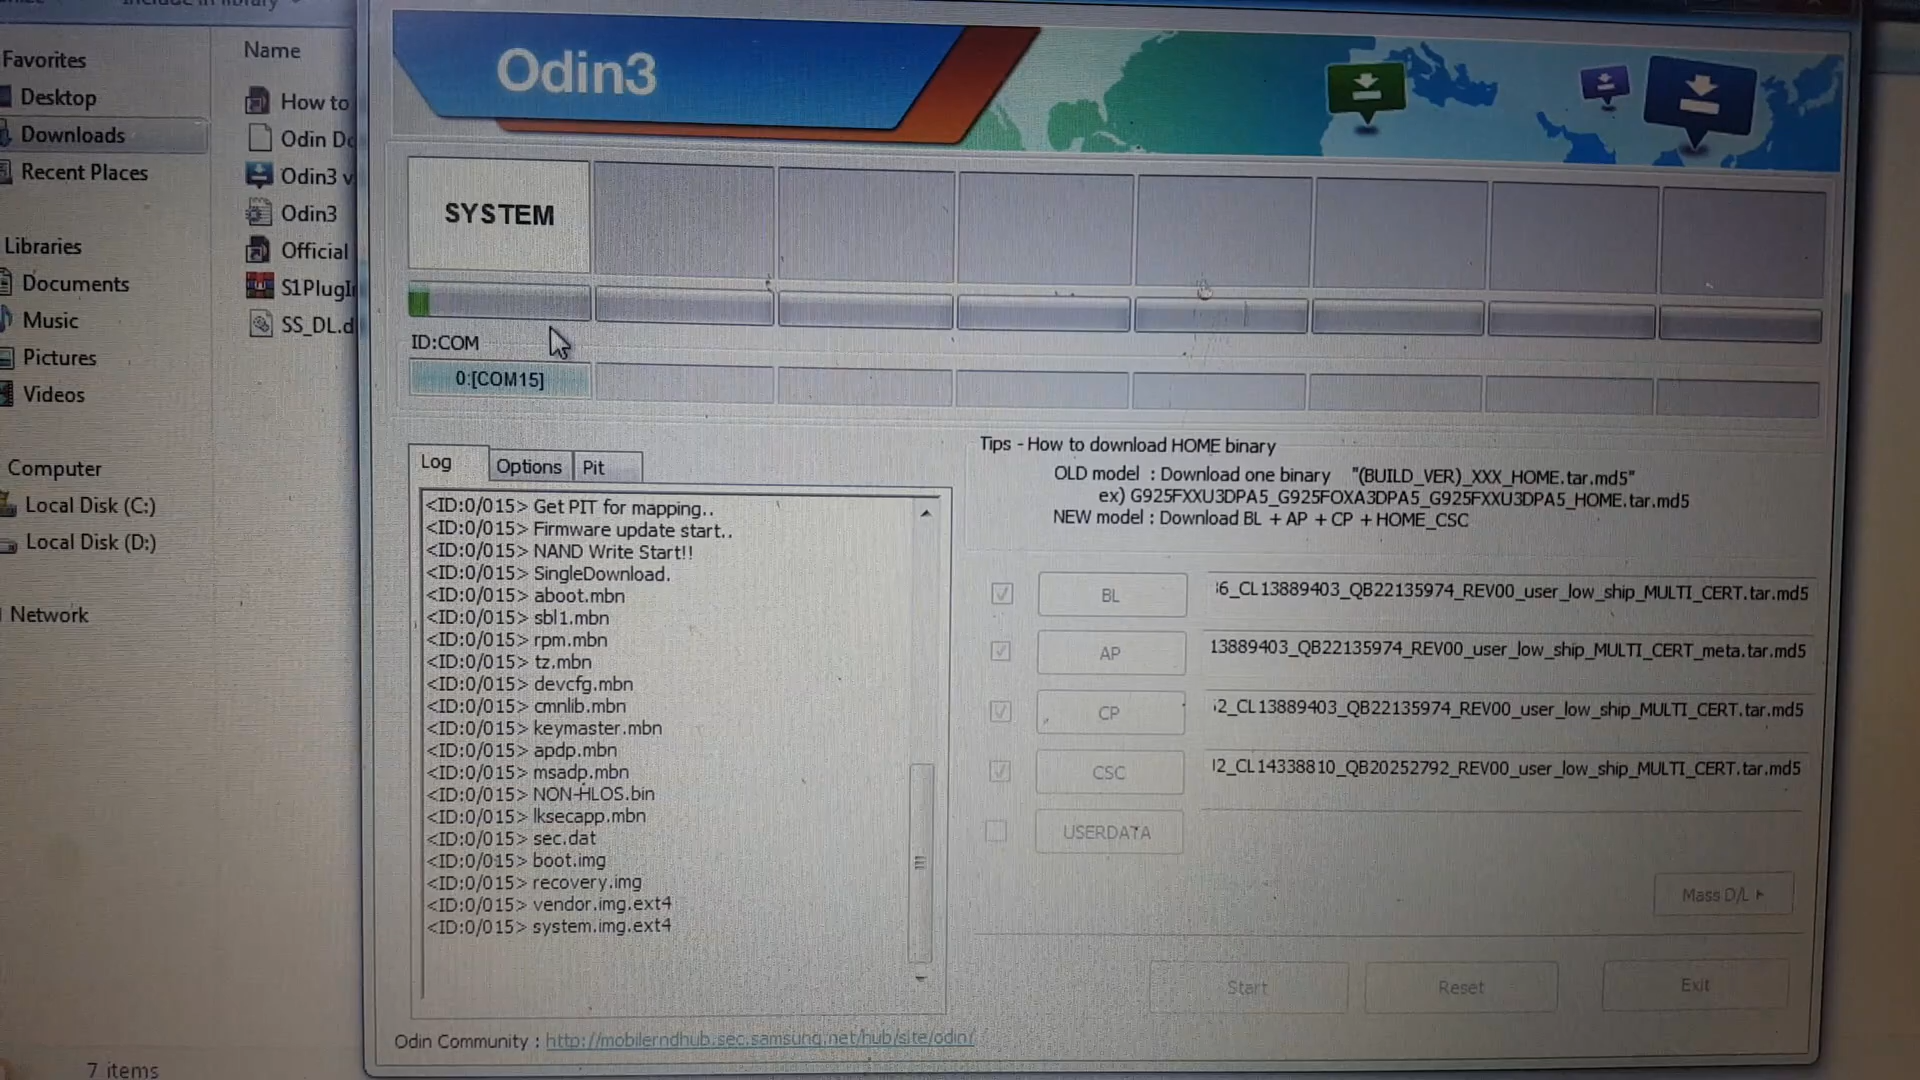 Include in library
Favorites
Desktop
Downloads
Recent Places
Libraries
Documents
Music
Pictures
Videos
Computer
Local Disk (C:)
Local Disk (D:)
Network
7 items
Name
How to
Odin
Odin3 v
Odin3
Official
S1PlugIn
SS_DL.d
Odin3
SYSTEM
ID:COM
0:[COM15]
Log
Options
Pit
<ID:0/015> Get PIT for mapping..
<ID:0/015> Firmware update start..
<ID:0/015> NAND Write Start!!
<ID:0/015> SingleDownload.
<ID:0/015> aboot.mbn
<ID:0/015> sbl1.mbn
<ID:0/015> rpm.mbn
<ID:0/015> tz.mbn
<ID:0/015> devcfg.mbn
<ID:0/015> cmnlib.mbn
<ID:0/015> keymaster.mbn
<ID:0/015> apdp.mbn
<ID:0/015> msadp.mbn
<ID:0/015> NON-HLOS.bin
<ID:0/015> lksecapp.mbn
<ID:0/015> sec.dat
<ID:0/015> boot.img
<ID:0/015> recovery.img
<ID:0/015> vendor.img.ext4
<ID:0/015> system.img.ext4
Tips - How to download HOME binary
OLD model : Download one binary "(BUILD_VER)_XXX_HOME.tar.md5"
ex) G925FXXU3DPA5_G925FOXA3DPA5_G925FXXU3DPA5_HOME.tar.md5
NEW model : Download BL + AP + CP + HOME_CSC
BL 6_CL13889403_QB22135974_REV00_user_low_ship_MULTI_CERT.tar.md5
AP 13889403_QB22135974_REV00_user_low_ship_MULTI_CERT_meta.tar.md5
CP 2_CL13889403_QB22135974_REV00_user_low_ship_MULTI_CERT.tar.md5
CSC 2_CL14338810_QB20252792_REV00_user_low_ship_MULTI_CERT.tar.md5
USERDATA
Mass D/L
Start
Reset
Exit
Odin Community : http://mobilerndhub.sec.samsung.net/hub/site/odin/